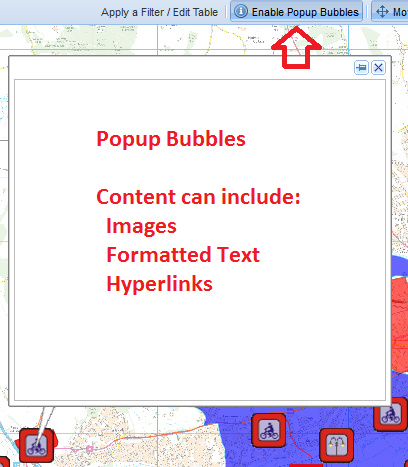 Apply a Filter / Edit Table Enable Popup Bubbles Mo
Popup Bubbles
Content can include:
Images
Formatted Text
Hyperlinks